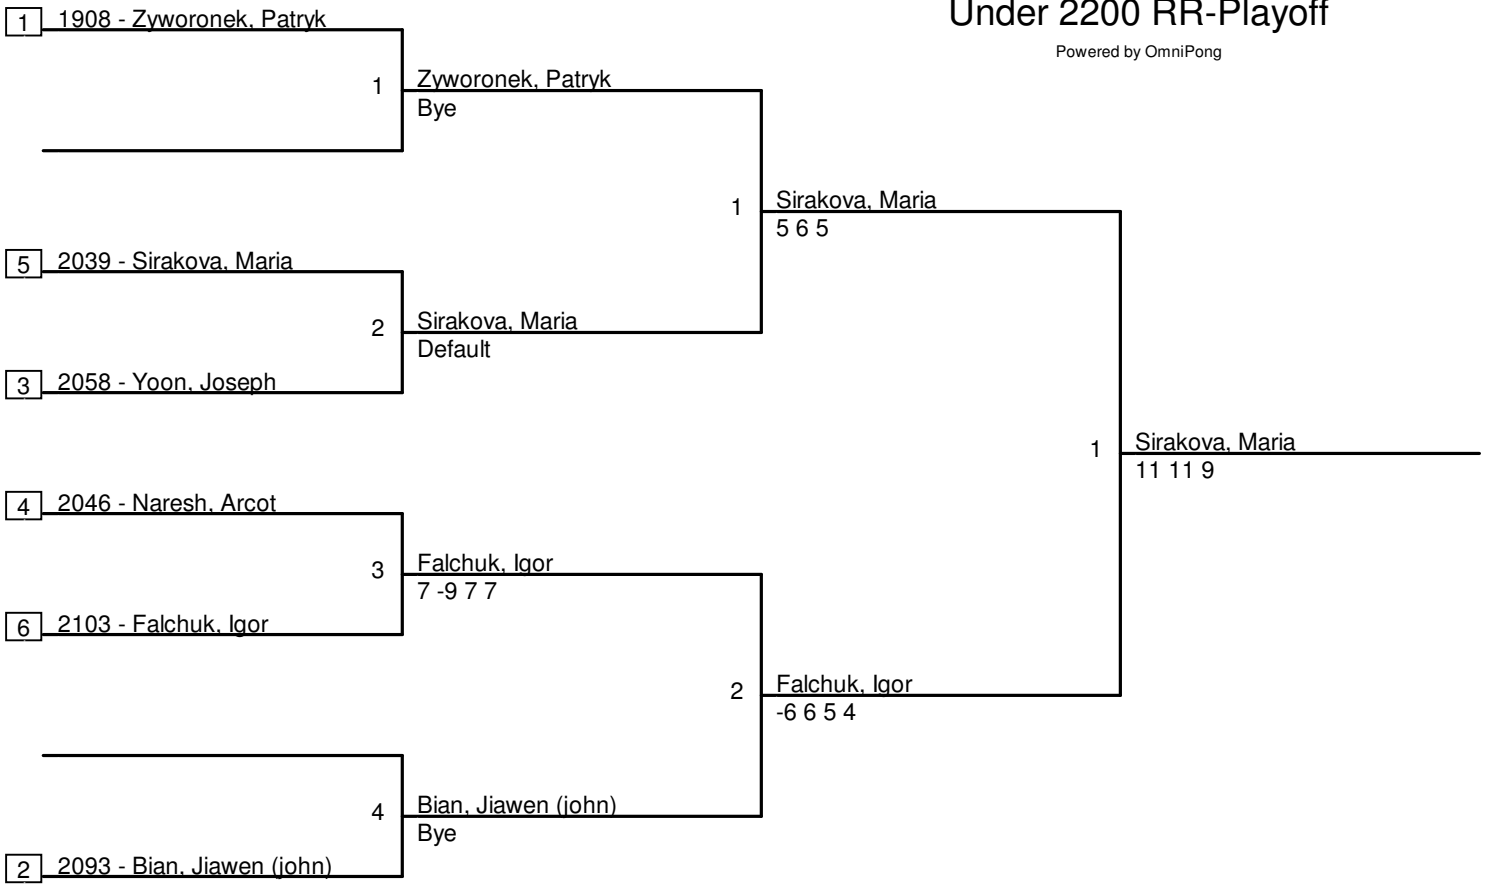 Under 2200 RR-Playoff
Powered by OmniPong
1 1908 - Zyworonek, Patryk
1 Zyworonek, Patryk
Bye
1 Sirakova, Maria
5 6 5
5 2039 - Sirakova, Maria
2 Sirakova, Maria
Default
3 2058 - Yoon, Joseph
1 Sirakova, Maria
11 11 9
4 2046 - Naresh, Arcot
3 Falchuk, Igor
7 -9 7 7
6 2103 - Falchuk, Igor
2 Falchuk, Igor
-6 6 5 4
4 Bian, Jiawen (john)
Bye
2 2093 - Bian, Jiawen (john)